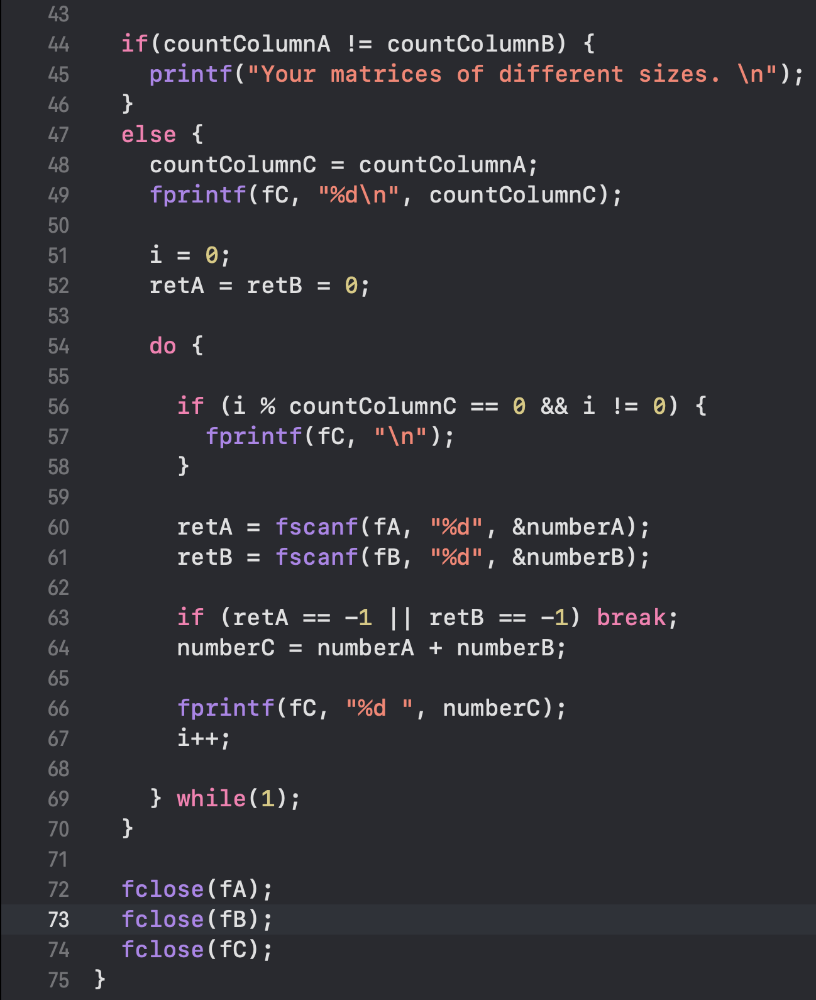 43
44 if(countColumnA != countColumnB) {
45 printf("Your matrices of different sizes. \n");
46 }
47 else {
48 countColumnC = countColumnA;
49 fprintf(fC, "%d\n", countColumnC);
50
51 i = 0;
52 retA = retB = 0;
53
54 do {
55
56 if (i % countColumnC == 0 && i != 0) {
57 fprintf(fC, "\n");
58 }
59
60 retA = fscanf(fA, "%d", &numberA);
61 retB = fscanf(fB, "%d", &numberB);
62
63 if (retA == -1 || retB == -1) break;
64 numberC = numberA + numberB;
65
66 fprintf(fC, "%d ", numberC);
67 i++;
68
69 } while(1);
70 }
71
72 fclose(fA);
73 fclose(fB);
74 fclose(fC);
75 }